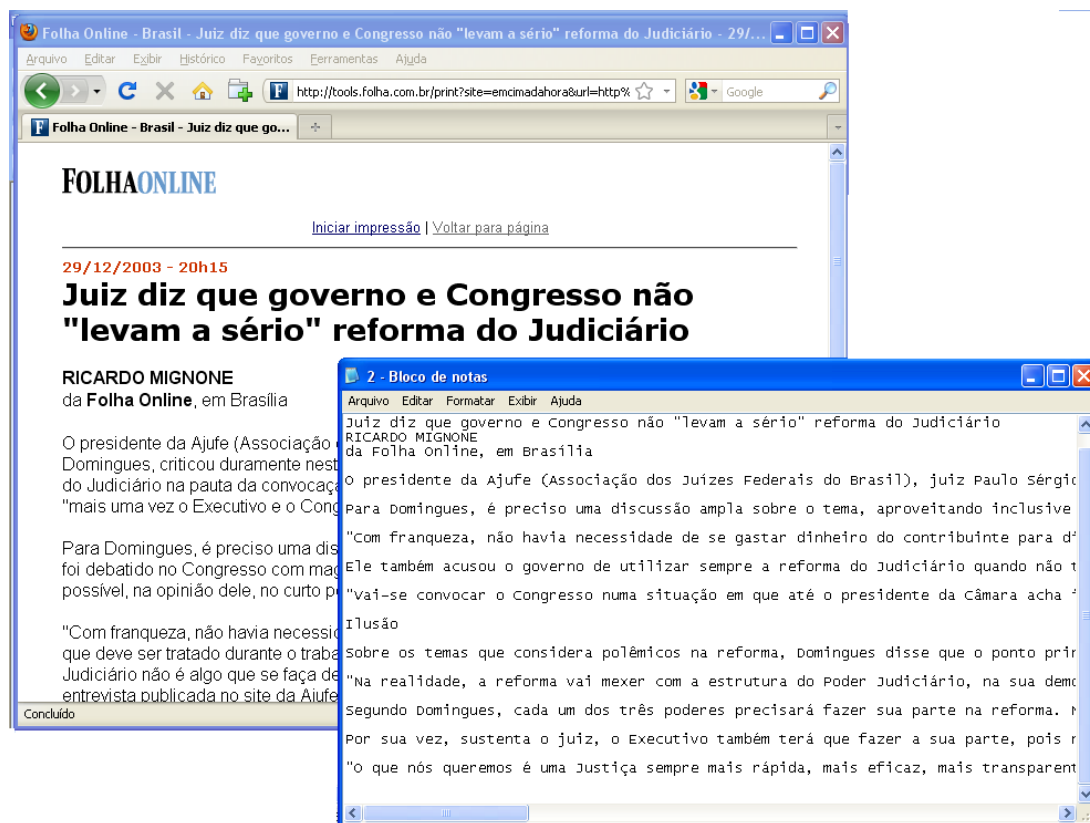 Folha Online - Brasil - Juiz diz que governo e Congresso não "levam a sério" reforma do Judiciário - 29/...
Arquivo Editar Exibir Histórico Favoritos Ferramentas Ajuda
http://tools.folha.com.br/print?site=emcimadahora&url=http% Google
Folha Online - Brasil - Juiz diz que go...
FOLHAONLINE
Iniciar impressão | Voltar para página
29/12/2003 - 20h15
Juiz diz que governo e Congresso não
"levam a sério" reforma do Judiciário
RICARDO MIGNONE
da Folha Online, em Brasília
O presidente da Ajufe (Associação
Domingues, criticou duramente
do Judiciário na pauta da
"mais uma vez o Executivo e o
Para Domingues, é preciso uma
foi debatido no Congresso com
possível, na opinião dele, no curto
"Com franqueza, não havia
que deve ser tratado durante o
Judiciário não é algo que se faça de
entrevista publicada no site da Ajufe
Concluído
2 - Bloco de notas
Arquivo Editar Formatar Exibir Ajuda
Juiz diz que governo e Congresso não "levam a sério" reforma do Judiciário
RICARDO MIGNONE
da Folha Online, em Brasília
O presidente da Ajufe (Associação dos Juízes Federais do Brasil), juiz Paulo Sérgio
Para Domingues, é preciso uma discussão ampla sobre o tema, aproveitando inclusive
"Com franqueza, não havia necessidade de se gastar dinheiro do contribuinte para
Ele também acusou o governo de utilizar sempre a reforma do Judiciário quando não
"Vai-se convocar o Congresso numa situação em que até o presidente da Câmara acha
Ilusão
Sobre os temas que considera polêmicos na reforma, Domingues disse que o ponto
"Na realidade, a reforma vai mexer com a estrutura do Poder Judiciário, na sua
Segundo Domingues, cada um dos três poderes precisará fazer sua parte na reforma.
Por sua vez, sustenta o juiz, o Executivo também terá que fazer a sua parte, pois
"O que nós queremos é uma Justiça sempre mais rápida, mais eficaz, mais